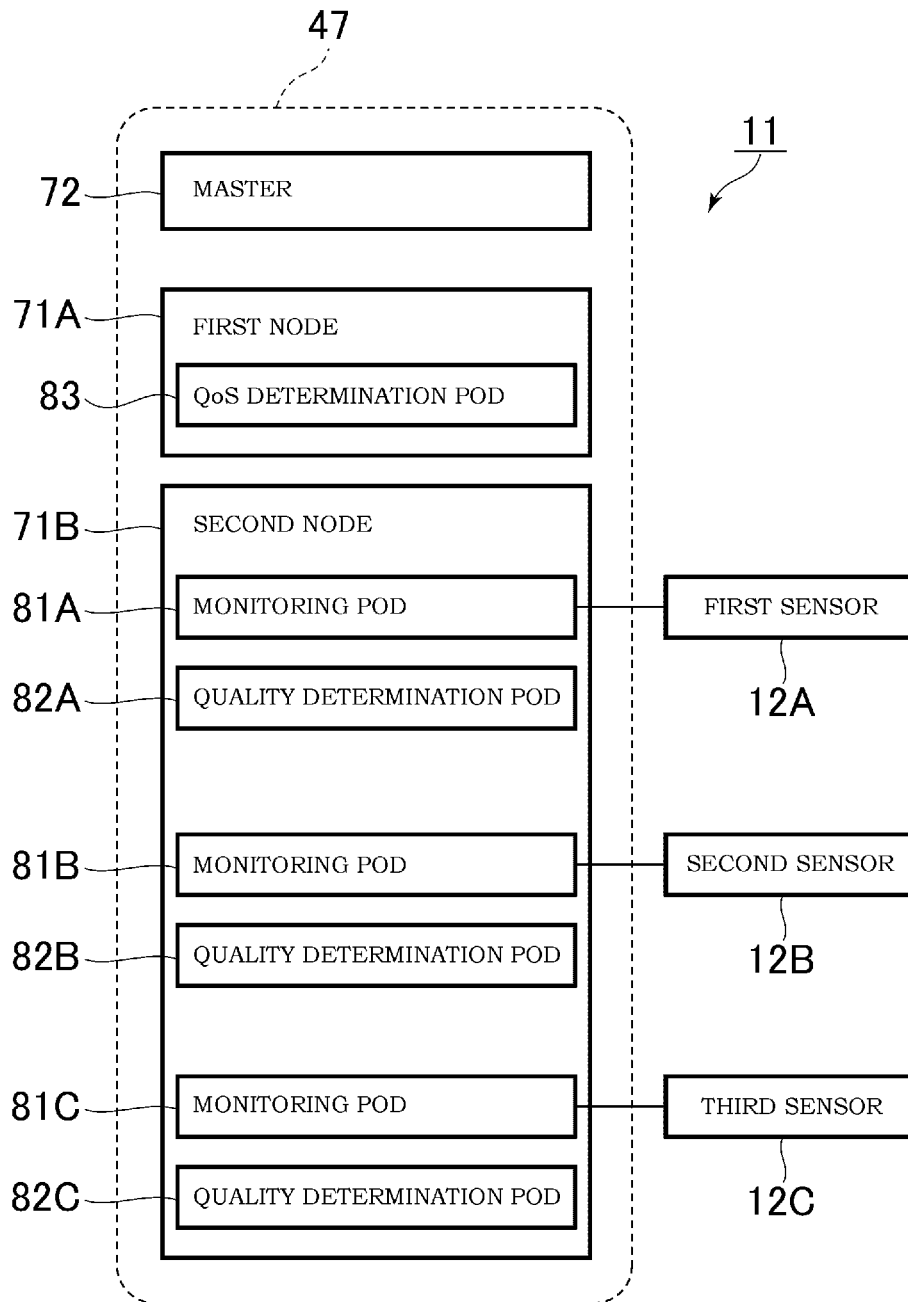 47
11
72
MASTER
71A
FIRST NODE
83
QoS DETERMINATION POD
71B
SECOND NODE
81A
MONITORING POD
FIRST SENSOR
82A
QUALITY DETERMINATION POD
12A
81B
MONITORING POD
SECOND SENSOR
82B
QUALITY DETERMINATION POD
12B
81C
MONITORING POD
THIRD SENSOR
82C
QUALITY DETERMINATION POD
12C